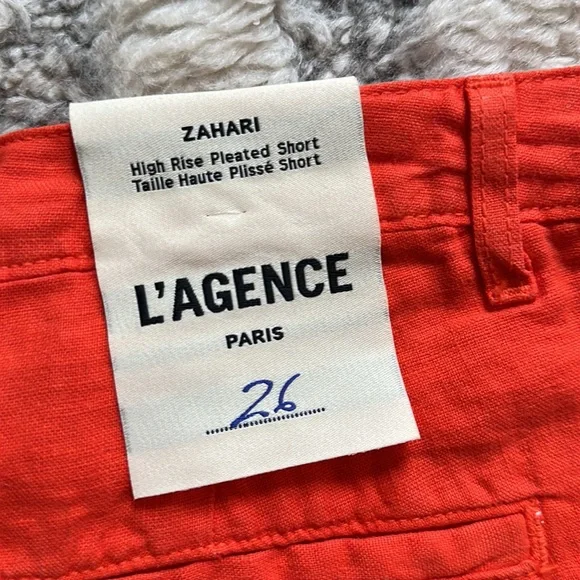 ZAHARI
High Rise Pleated Short
Taille Haute Plissé Short
L'AGENCE
PARIS
26